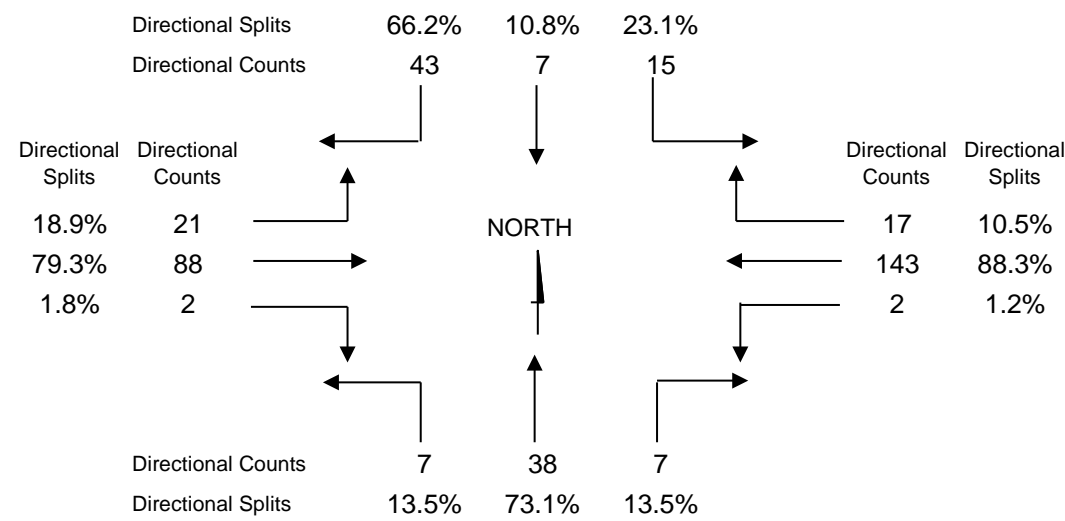 Directional Splits 66.2% 10.8% 23.1%
Directional Counts 43 7 15
Directional Directional Directional Directional
Splits Counts Counts Splits
18.9% 21 NORTH 17 10.5%
79.3% 88 143 88.3%
1.8% 2 2 1.2%
Directional Counts 7 38 7
Directional Splits 13.5% 73.1% 13.5%